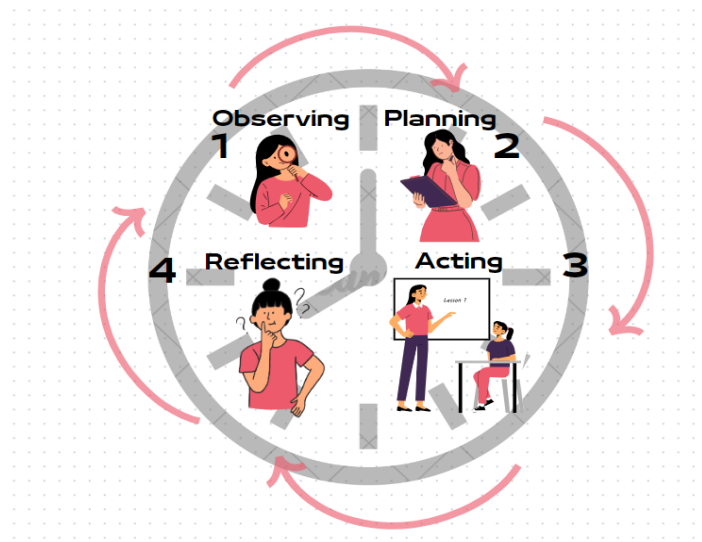 Observing
1
Planning
2
Reflecting
4
Acting
3
Lesson 1